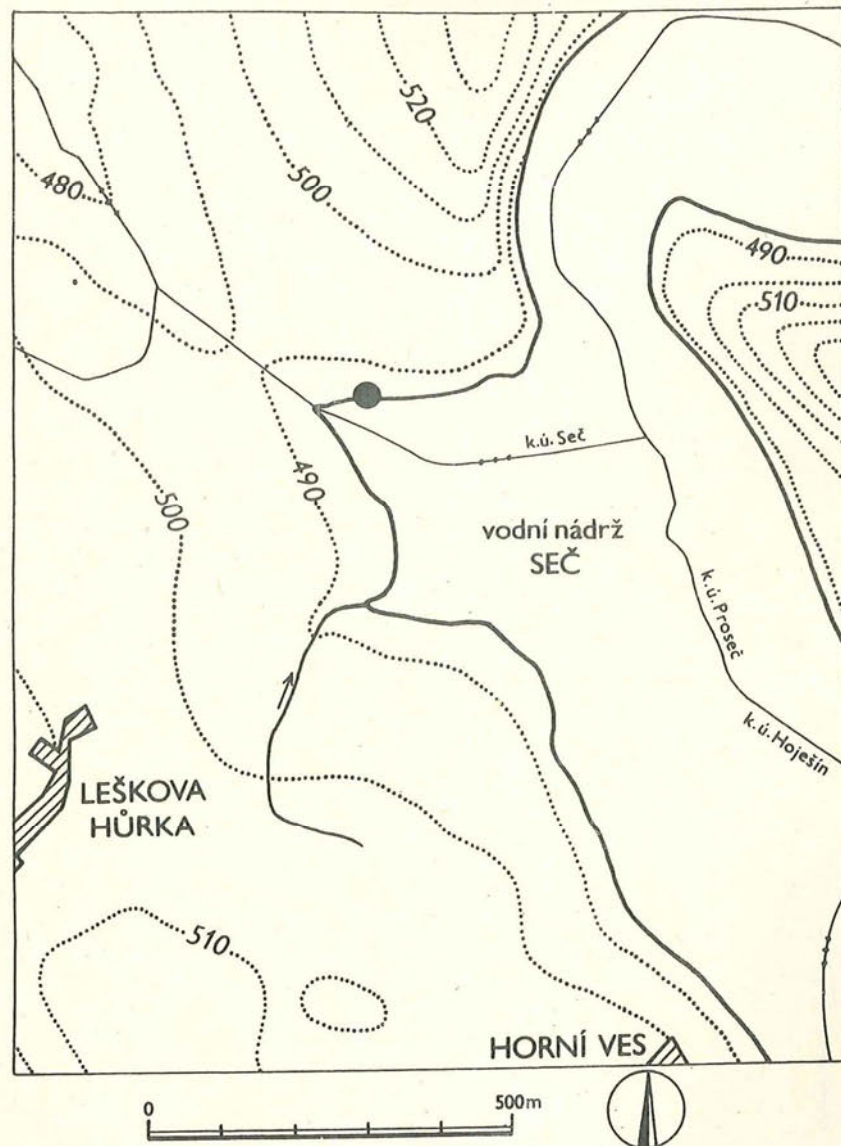 520
480
500
490
510
k.ú. Seč
490
500
vodní nádrž
SEČ
k.ú. Proseč
k.ú. Hoješín
LEŠKOVA
HŮRKA
510
HORNÍ VES
0 500m